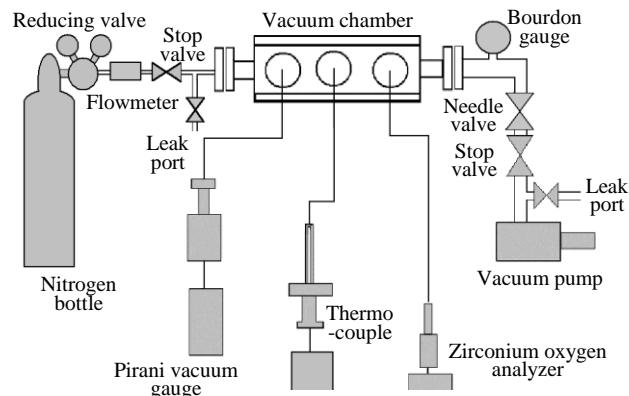 Reducing valve
Stop
valve
Vacuum chamber
Bourdon
gauge
Flowmeter
Leak
port
Needle
valve
Stop
valve
Leak
port
Vacuum pump
Nitrogen
bottle
Pirani vacuum
gauge
Thermo
-couple
Zirconium oxygen
analyzer